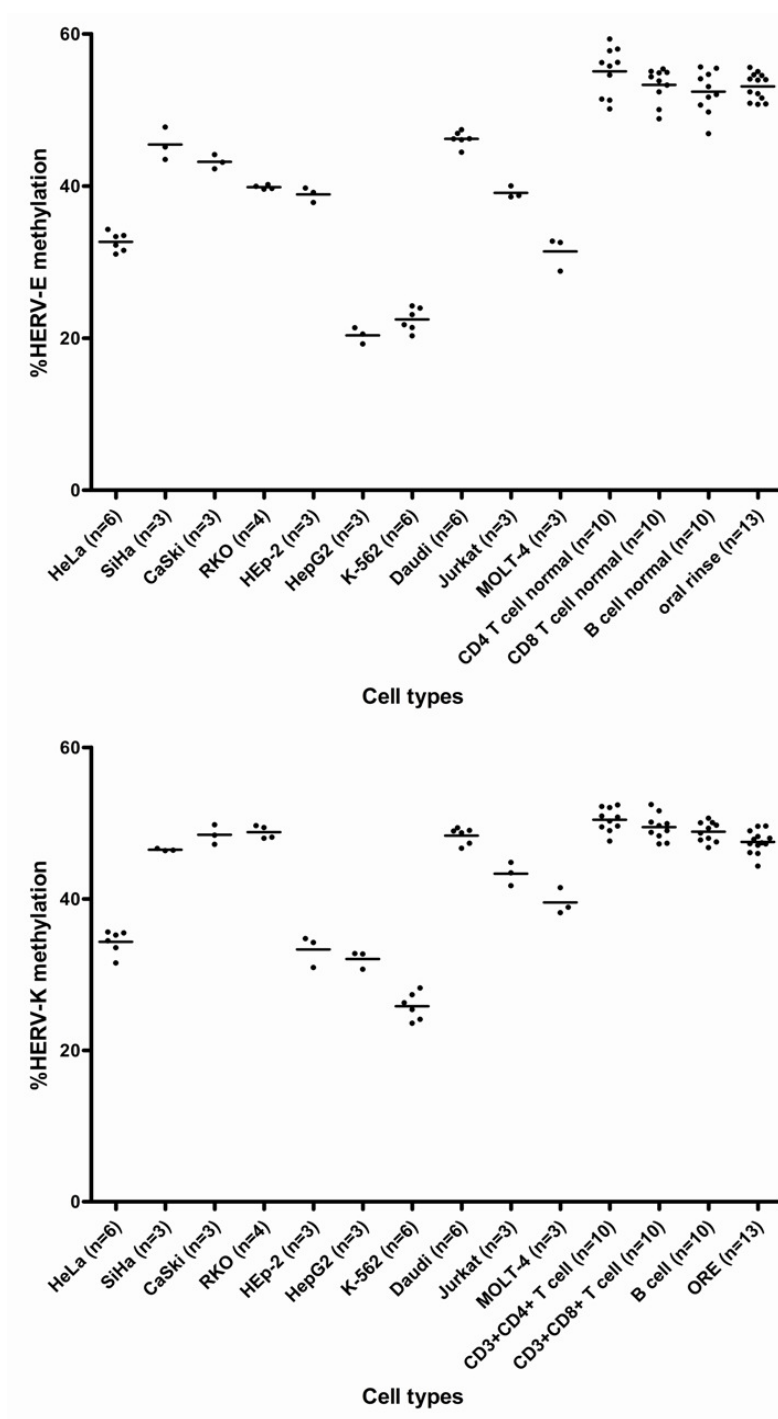 %HERV-E methylation
60
40
20
0
HeLa (n=6)
SiHa (n=3)
CaSki (n=3)
RKO (n=4)
HEp-2 (n=3)
HepG2 (n=3)
K-562 (n=6)
Daudi (n=6)
Jurkat (n=3)
MOLT-4 (n=3)
CD4 T cell normal (n=10)
CD8 T cell normal (n=10)
B cell normal (n=10)
oral rinse (n=13)
Cell types
%HERV-K methylation
60
40
20
0
HeLa (n=6)
SiHa (n=3)
CaSki (n=3)
RKO (n=4)
HEp-2 (n=3)
HepG2 (n=3)
K-562 (n=6)
Daudi (n=6)
Jurkat (n=3)
MOLT-4 (n=3)
CD3+CD4+ T cell (n=10)
CD3+CD8+ T cell (n=10)
B cell (n=10)
ORE (n=13)
Cell types